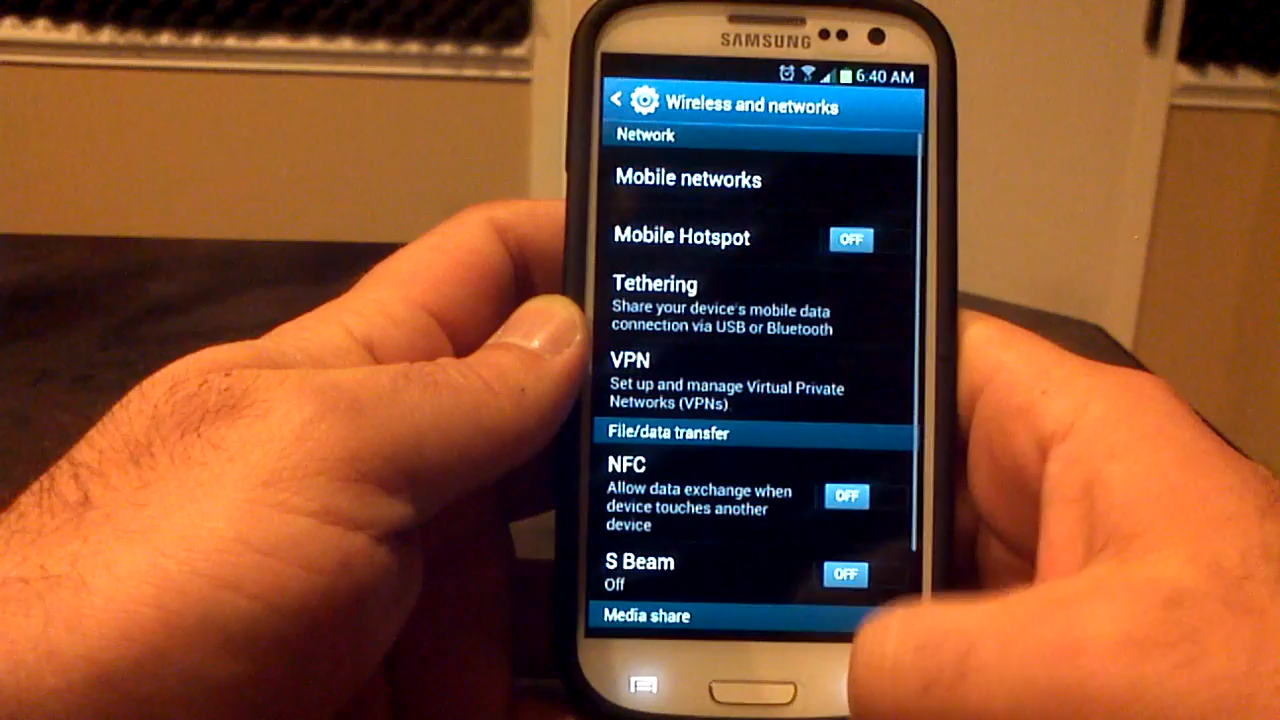 SAMSUNG
6:40 AM
Wireless and networks
Network
Mobile networks
Mobile Hotspot
OFF
Tethering
Share your device's mobile data
connection via USB or Bluetooth
VPN
Set up and manage Virtual Private
Networks (VPNs)
File/data transfer
NFC
Allow data exchange when
device touches another
device
OFF
S Beam
Off
OFF
Media share